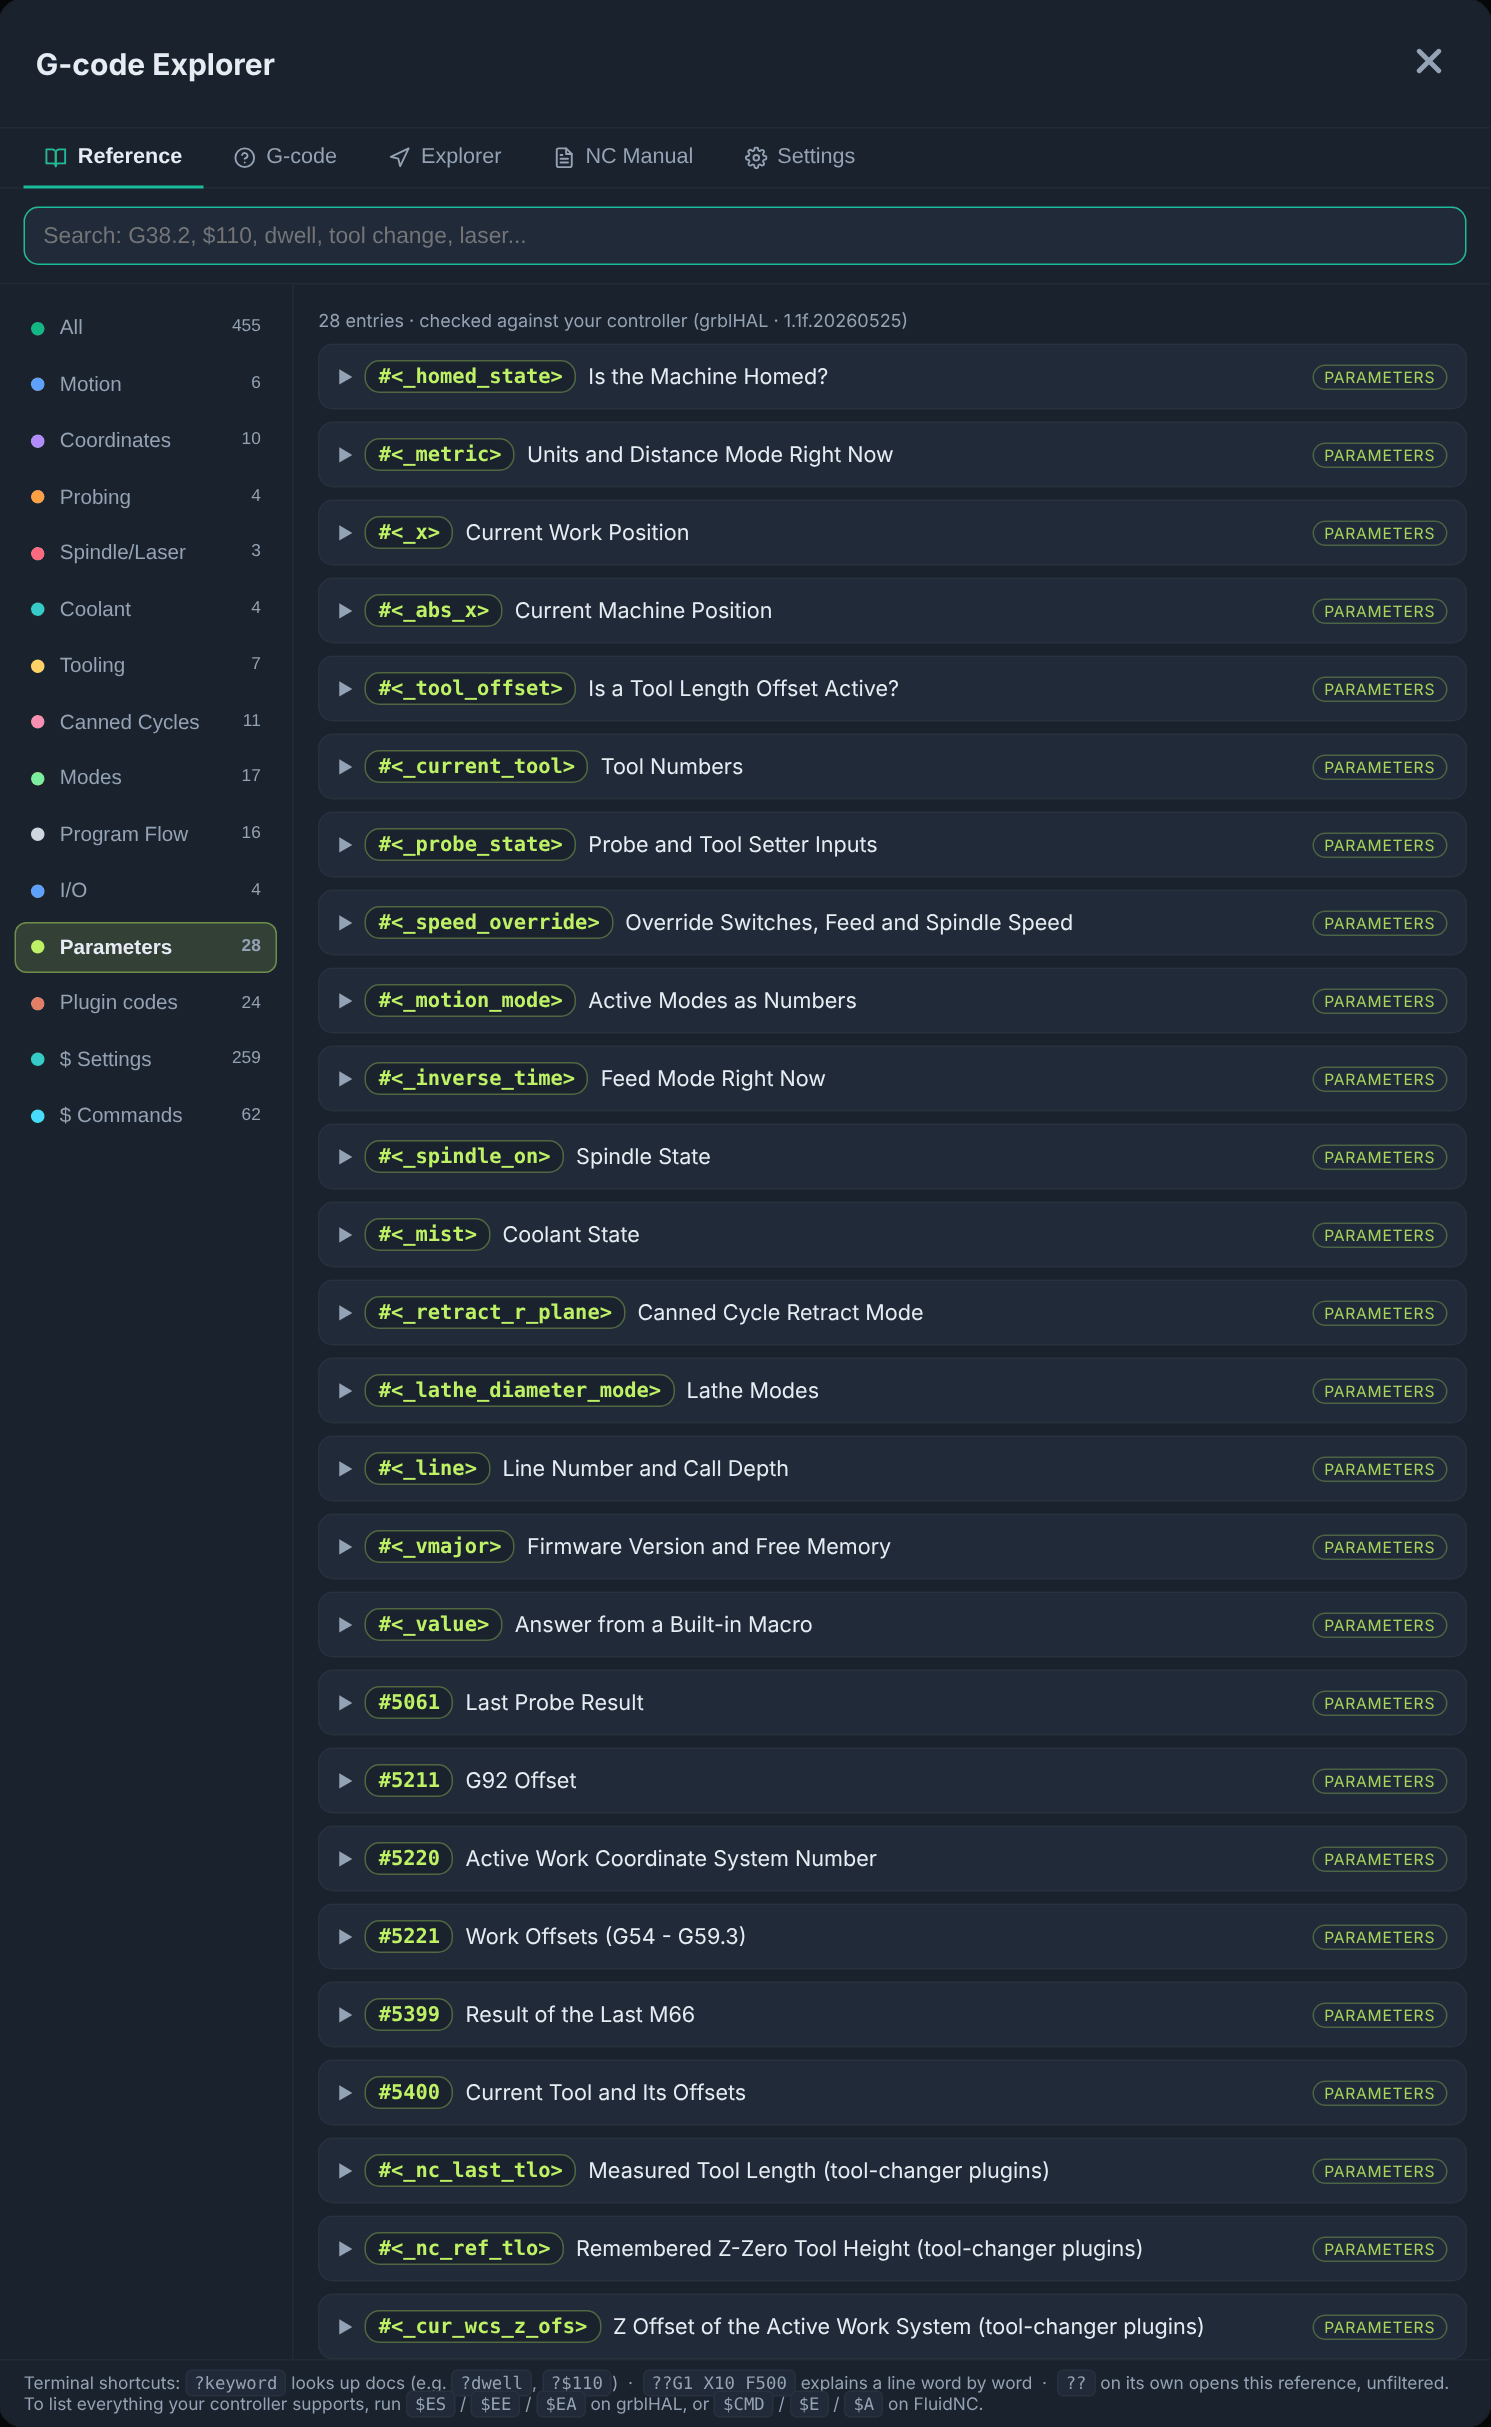 G-code Explorer
Reference G-code Explorer NC Manual Settings
Search: G38.2, $110, dwell, tool change, laser...
All 455
Motion 6
Coordinates 10
Probing 4
Spindle/Laser 3
Coolant 4
Tooling 7
Canned Cycles 11
Modes 17
Program Flow 16
I/O 4
Parameters 28
Plugin codes 24
$ Settings 259
$ Commands 62
28 entries · checked against your controller (grblHAL · 1.1f.20260525)
#<_homed_state> Is the Machine Homed? PARAMETERS
#<_metric> Units and Distance Mode Right Now PARAMETERS
#<_x> Current Work Position PARAMETERS
#<_abs_x> Current Machine Position PARAMETERS
#<_tool_offset> Is a Tool Length Offset Active? PARAMETERS
#<_current_tool> Tool Numbers PARAMETERS
#<_probe_state> Probe and Tool Setter Inputs PARAMETERS
#<_speed_override> Override Switches, Feed and Spindle Speed PARAMETERS
#<_motion_mode> Active Modes as Numbers PARAMETERS
#<_inverse_time> Feed Mode Right Now PARAMETERS
#<_spindle_on> Spindle State PARAMETERS
#<_mist> Coolant State PARAMETERS
#<_retract_r_plane> Canned Cycle Retract Mode PARAMETERS
#<_lathe_diameter_mode> Lathe Modes PARAMETERS
#<_line> Line Number and Call Depth PARAMETERS
#<_vmajor> Firmware Version and Free Memory PARAMETERS
#<_value> Answer from a Built-in Macro PARAMETERS
#5061 Last Probe Result PARAMETERS
#5211 G92 Offset PARAMETERS
#5220 Active Work Coordinate System Number PARAMETERS
#5221 Work Offsets (G54 - G59.3) PARAMETERS
#5399 Result of the Last M66 PARAMETERS
#5400 Current Tool and Its Offsets PARAMETERS
#<_nc_last_tlo> Measured Tool Length (tool-changer plugins) PARAMETERS
#<_nc_ref_tlo> Remembered Z-Zero Tool Height (tool-changer plugins) PARAMETERS
#<_cur_wcs_z_ofs> Z Offset of the Active Work System (tool-changer plugins) PARAMETERS
Terminal shortcuts: ?keyword looks up docs (e.g. ?dwell, ?$110) · ??G1 X10 F500 explains a line word by word · ?? on its own opens this reference, unfiltered.
To list everything your controller supports, run $ES / $EE / $EA on grblHAL, or $CMD / $E / $A on FluidNC.